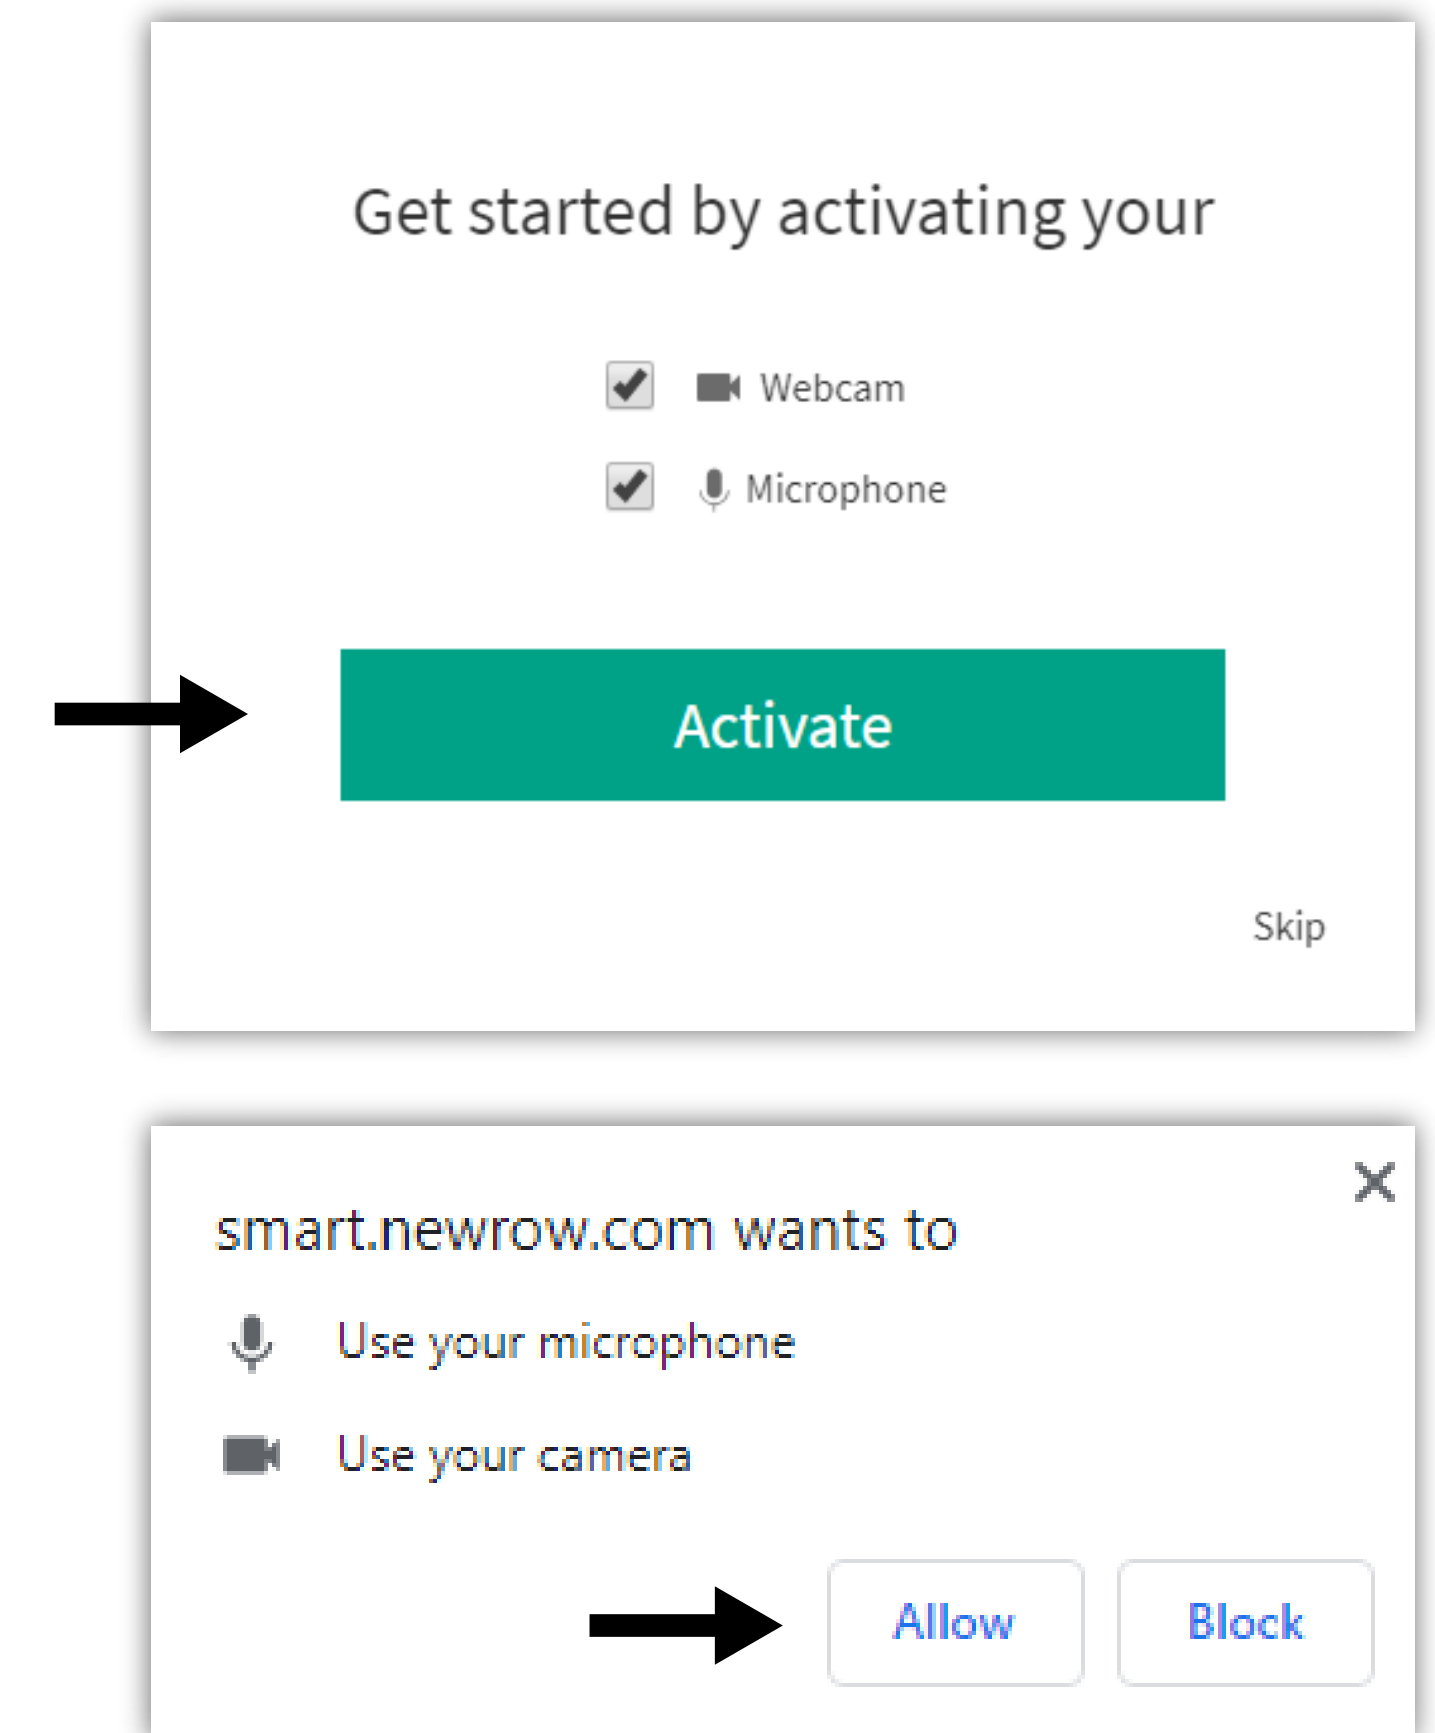 Get started by activating your
Webcam
Microphone
Activate
Skip
smart.newrow.com wants to
Use your microphone
Use your camera
Allow Block